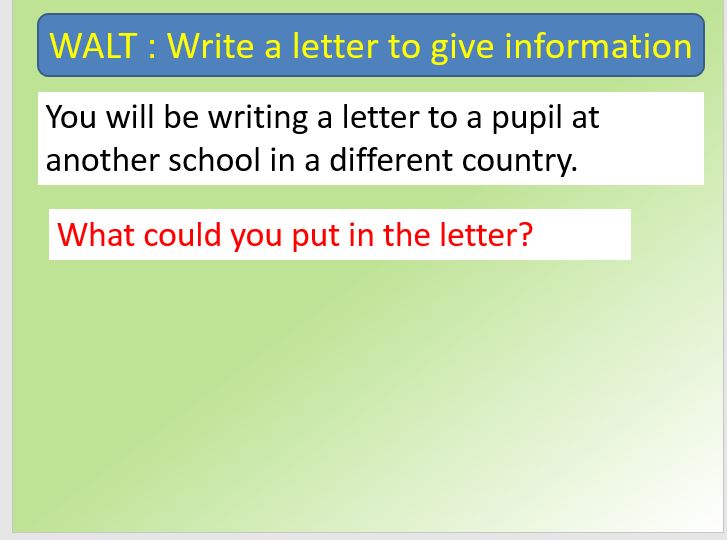 WALT : Write a letter to give information
You will be writing a letter to a pupil at
another school in a different country.
What could you put in the letter?